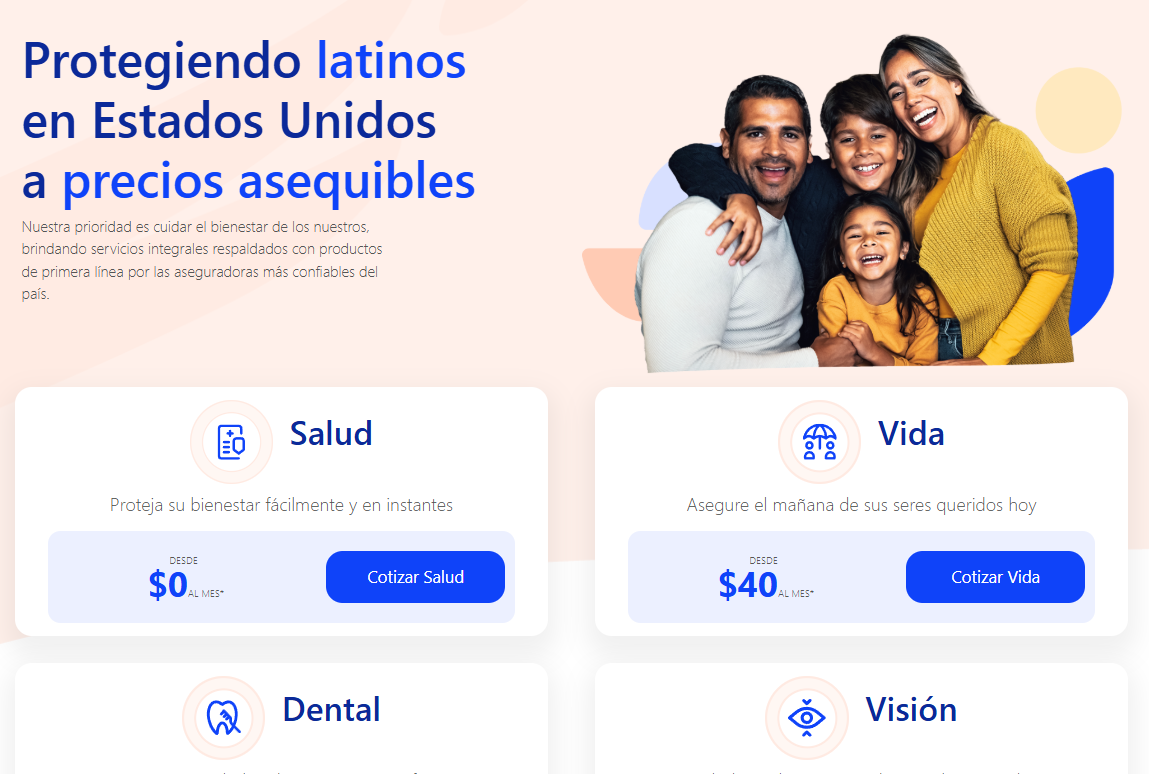 Protegiendo latinos
en Estados Unidos
a precios asequibles
Nuestra prioridad es cuidar el bienestar de los nuestros,
brindando servicios integrales respaldados con productos
de primera línea por las aseguradoras más confiables del
país.
Salud
Proteja su bienestar fácilmente y en instantes
DESDE
$0 AL MES*
Cotizar Salud
Vida
Asegure el mañana de sus seres queridos hoy
DESDE
$40 AL MES*
Cotizar Vida
Dental
Visión